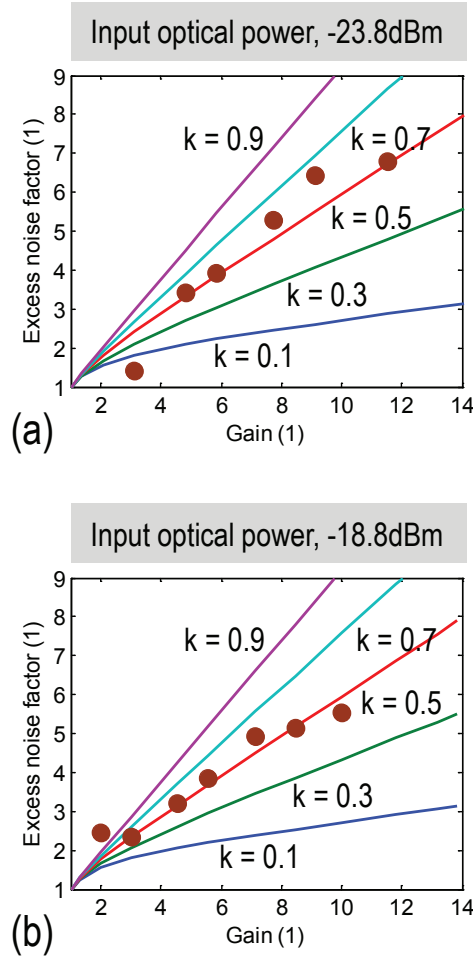 Input optical power, -23.8dBm
9
8
7
6
5
4
3
2
1
Excess noise factor (1)
k = 0.9
k = 0.7
k = 0.5
k = 0.3
k = 0.1
2 4 6 8 10 12 14
Gain (1)
(a)
Input optical power, -18.8dBm
9
8
7
6
5
4
3
2
1
Excess noise factor (1)
k = 0.9
k = 0.7
k = 0.5
k = 0.3
k = 0.1
2 4 6 8 10 12 14
Gain (1)
(b)